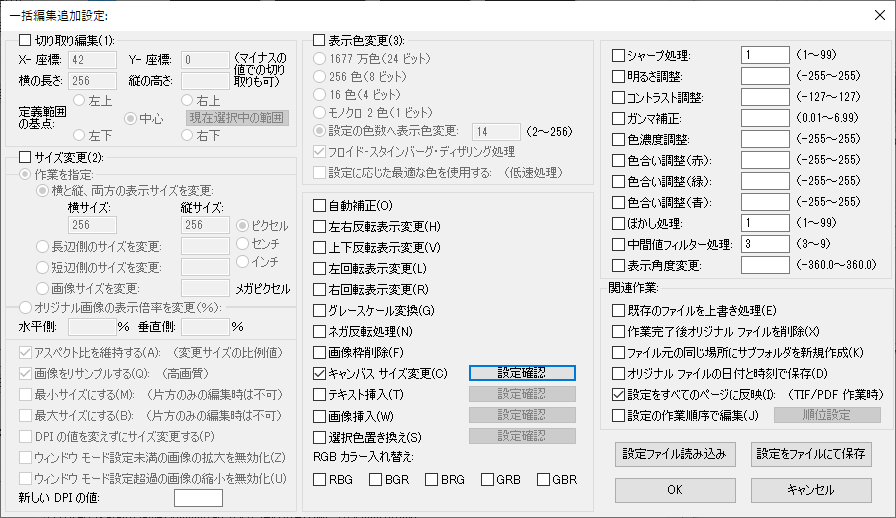 一括編集追加設定:
切り取り編集(1):
X- 座標: 42 Y- 座標: 0 (マイナスの値での切り取りも可)
横の長さ: 256 縦の高さ:
定義範囲の基点:
左上 右上
中心 現在選択中の範囲
左下 右下
サイズ変更(2):
作業を指定:
横と縦、両方の表示サイズを変更:
横サイズ: 縦サイズ:
256 256 ピクセル
長辺側のサイズを変更: センチ
短辺側のサイズを変更: インチ
画像サイズを変更: メガピクセル
オリジナル画像の表示倍率を変更(%):
水平側: % 垂直側: %
アスペクト比を維持する(A): (変更サイズの比例値)
画像をリサンプルする(Q): (高画質)
最小サイズにする(M): (片方のみの編集時は不可)
最大サイズにする(B): (片方のみの編集時は不可)
DPI の値を変えずにサイズ変更する(P)
ウィンドウ モード設定未満の画像の拡大を無効化(Z)
ウィンドウ モード設定超過の画像の縮小を無効化(U)
新しい DPI の値:
表示色変更(3):
1677 万色(24 ビット)
256 色(8 ビット)
16 色(4 ビット)
モノクロ 2 色(1 ビット)
設定の色数へ表示色変更: 14 (2~256)
フロイド-スタインバーグ・ディザリング処理
設定に応じた最適な色を使用する: (低速処理)
自動補正(O)
左右反転表示変更(H)
上下反転表示変更(V)
左回転表示変更(L)
右回転表示変更(R)
グレースケール変換(G)
ネガ反転処理(N)
画像枠削除(F)
キャンバス サイズ変更(C) 設定確認
テキスト挿入(T) 設定確認
画像挿入(W) 設定確認
選択色置き換え(S) 設定確認
RGB カラー入れ替え:
RBG BGR BRG GRB GBR
シャープ処理: 1 (1~99)
明るさ調整: (-255~255)
コントラスト調整: (-127~127)
ガンマ補正: (0.01~6.99)
色濃度調整: (-255~255)
色合い調整(赤): (-255~255)
色合い調整(緑): (-255~255)
色合い調整(青): (-255~255)
ぼかし処理: 1 (1~99)
中間値フィルター処理: 3 (3~9)
表示角度変更: (-360.0~360.0)
関連作業:
既存のファイルを上書き処理(E)
作業完了後オリジナル ファイルを削除(X)
ファイル元の同じ場所にサブフォルダを新規作成(K)
オリジナル ファイルの日付と時刻で保存(D)
設定をすべてのページに反映(I): (TIF/PDF 作業時)
設定の作業順序で編集(J) 順位設定
設定ファイル読み込み 設定をファイルにて保存
OK キャンセル